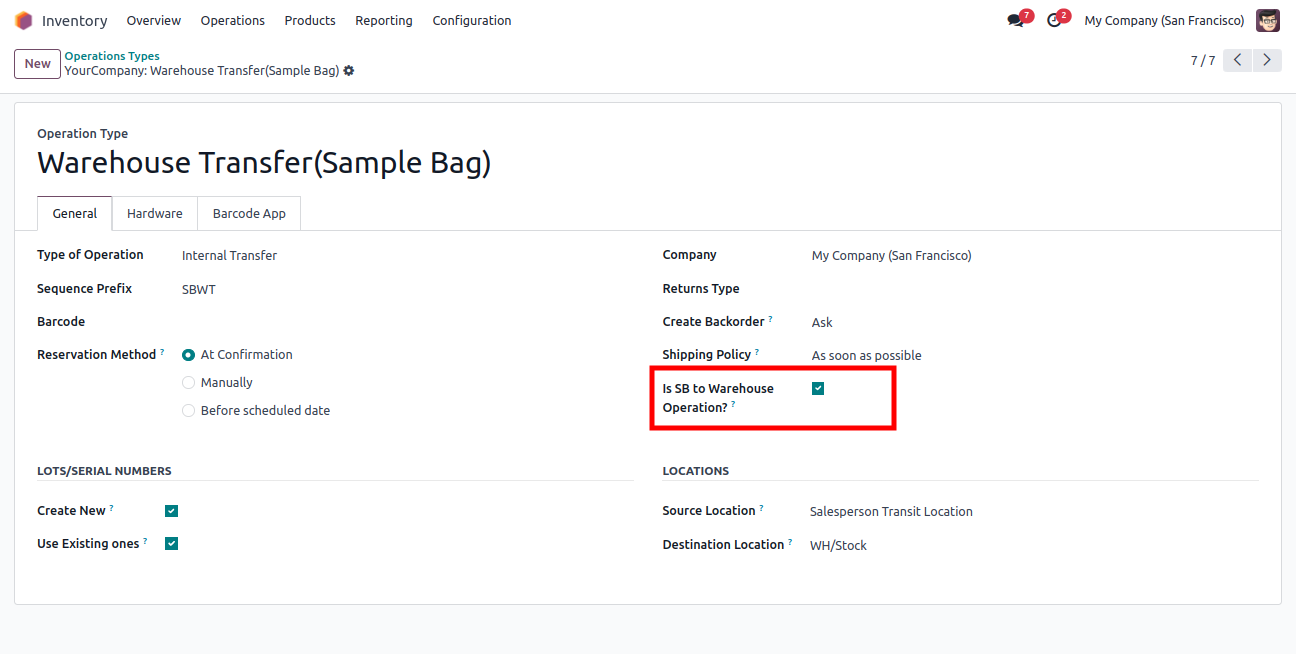 Inventory Overview Operations Products Reporting Configuration 7 2 My Company (San Francisco)
New Operations Types
YourCompany: Warehouse Transfer(Sample Bag) 7 / 7
Operation Type
Warehouse Transfer(Sample Bag)
General Hardware Barcode App
Type of Operation Internal Transfer
Sequence Prefix SBWT
Barcode
Reservation Method ? At Confirmation
Manually
Before scheduled date
Company My Company (San Francisco)
Returns Type
Create Backorder ? Ask
Shipping Policy ? As soon as possible
Is SB to Warehouse
Operation? ?
LOTS/SERIAL NUMBERS
Create New ?
Use Existing ones ?
LOCATIONS
Source Location ? Salesperson Transit Location
Destination Location ? WH/Stock